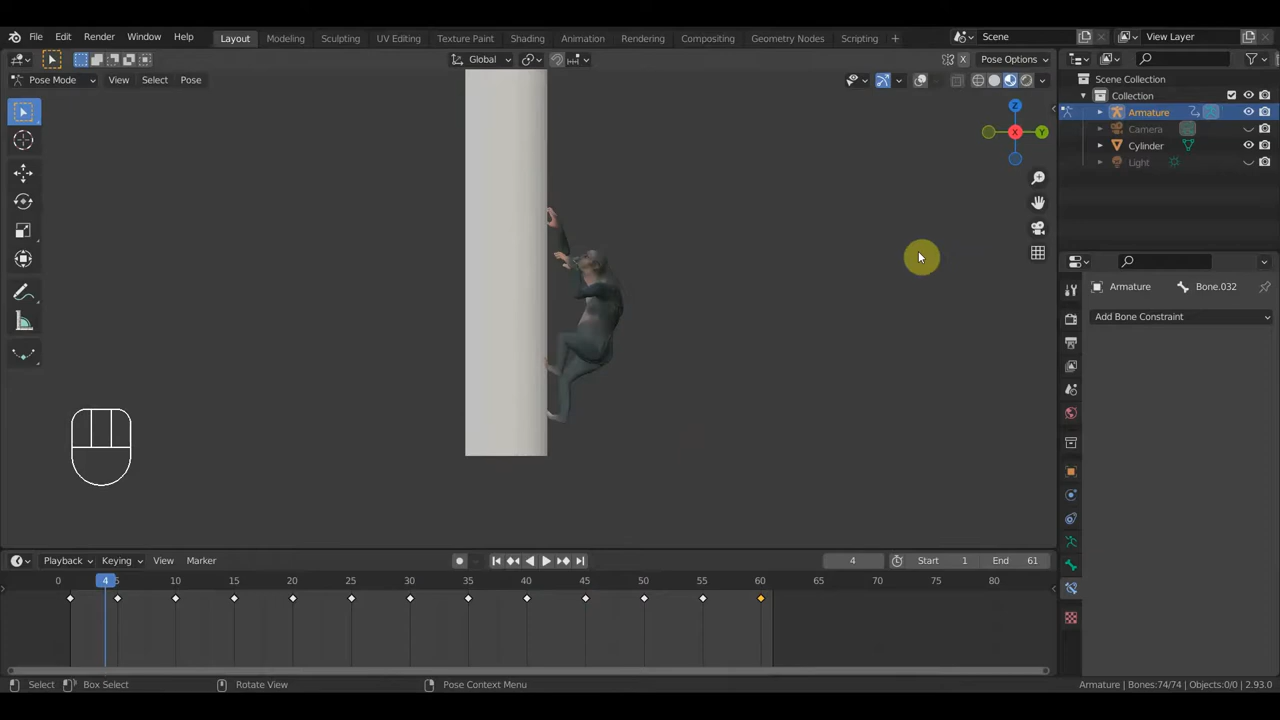 File Edit Render Window Help Layout Modeling Sculpting UV Editing Texture Paint Shading Animation Rendering Compositing Geometry Nodes Scripting + Scene View Layer
Global Pose Options
Pose Mode View Select Pose
Scene Collection
Collection
Armature
Camera
Cylinder
Light
Z
X
Y
Armature Bone.032
Add Bone Constraint
Playback Keying View Marker 4 Start 1 End 61
0 4 5 10 15 20 25 30 35 40 45 50 55 60 65 70 75 80
Select Box Select Rotate View Pose Context Menu Armature | Bones:74/74 | Objects:0/0 | 2.93.0